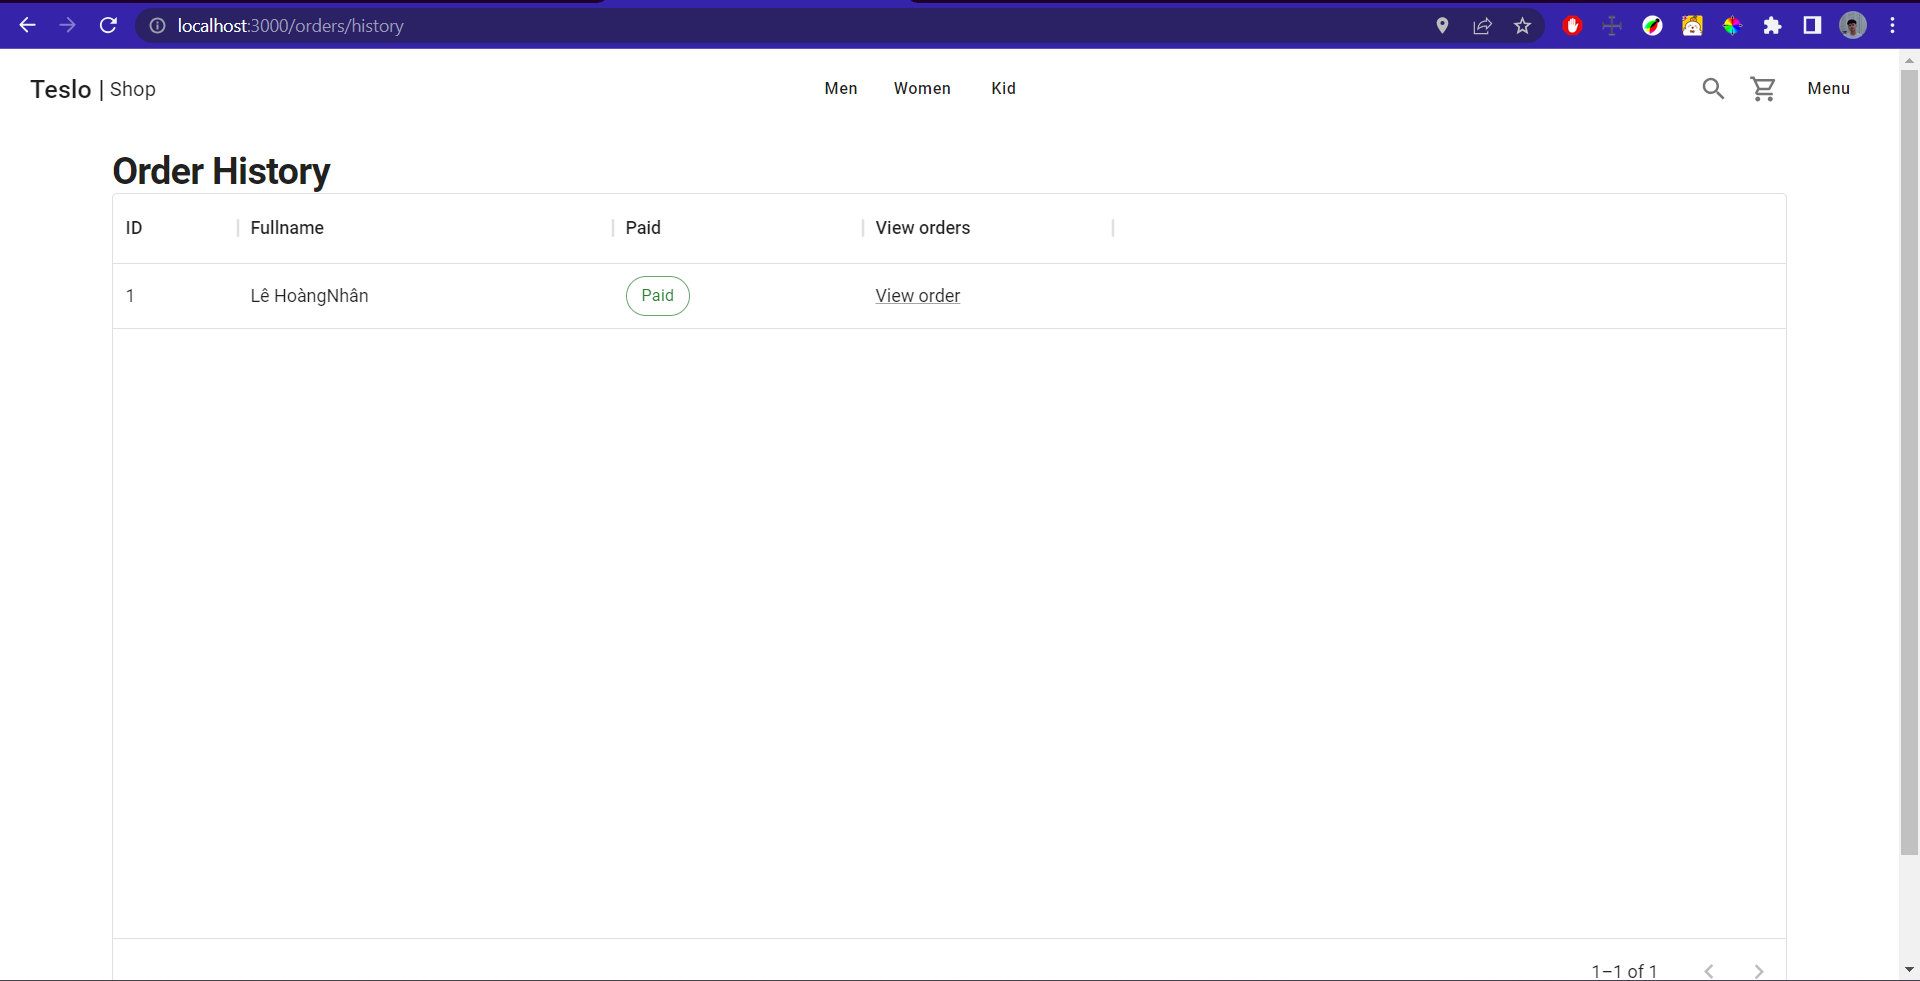 localhost:3000/orders/history
Teslo | Shop Men Women Kid Menu
Order History
ID Fullname Paid View orders
1 Lê HoàngNhân Paid View order
1–1 of 1